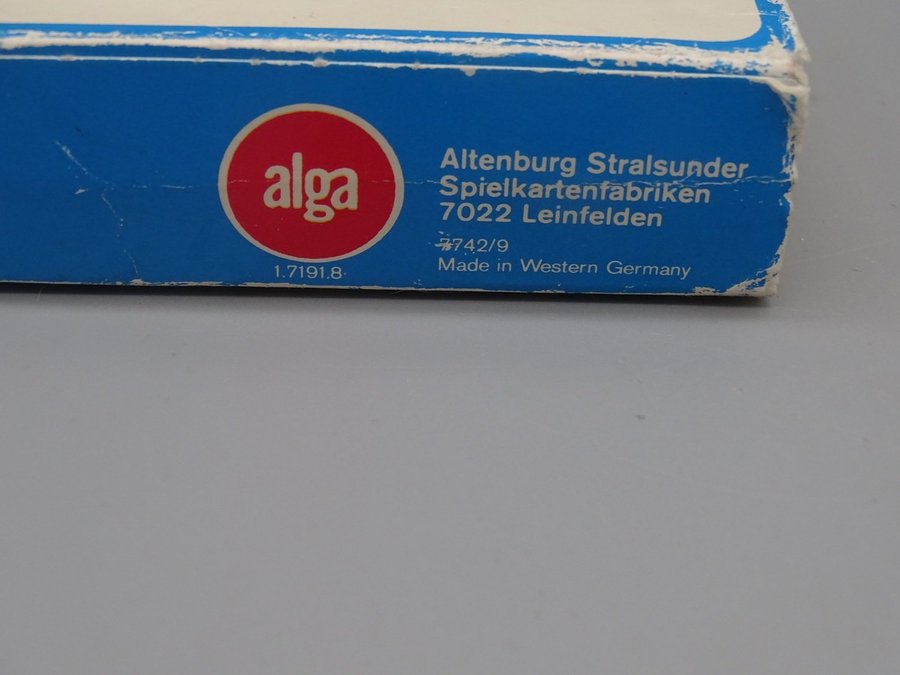 alga
1.7191.8
Altenburg Stralsunder
Spielkartenfabriken
7022 Leinfelden
7742/9
Made in Western Germany